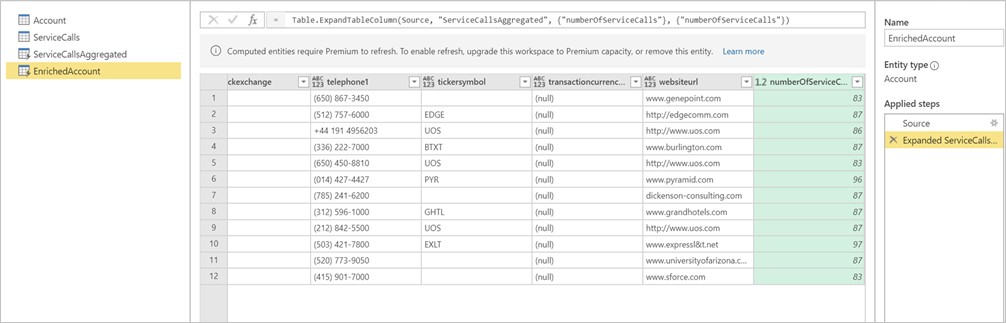 Account
ServiceCalls
ServiceCallsAggregated
EnrichedAccount
fx = Table.ExpandTableColumn(Source, "ServiceCallsAggregated", {"numberOfServiceCalls"}, {"numberOfServiceCalls"})
Computed entities require Premium to refresh. To enable refresh, upgrade this workspace to Premium capacity, or remove this entity. Learn more
ckexchange ABC 123 telephone1 ABC 123 tickersymbol ABC 123 transactioncurrenc... ABC 123 websiteurl 1.2 numberOfServiceC...
1 (650) 867-3450 (null) www.genepoint.com 83
2 (512) 757-6000 EDGE (null) http://edgecomm.com 87
3 +44 191 4956203 UOS (null) http://www.uos.com 86
4 (336) 222-7000 BTXT (null) www.burlington.com 87
5 (650) 450-8810 UOS (null) http://www.uos.com 83
6 (014) 427-4427 PYR (null) www.pyramid.com 96
7 (785) 241-6200 (null) dickenson-consulting.com 87
8 (312) 596-1000 GHTL (null) www.grandhotels.com 87
9 (212) 842-5500 UOS (null) http://www.uos.com 87
10 (503) 421-7800 EXLT (null) www.expressl&t.net 97
11 (520) 773-9050 (null) www.universityofarizona.c... 87
12 (415) 901-7000 (null) www.sforce.com 83
Name
EnrichedAccount
Entity type
Account
Applied steps
Source
Expanded ServiceCalls...